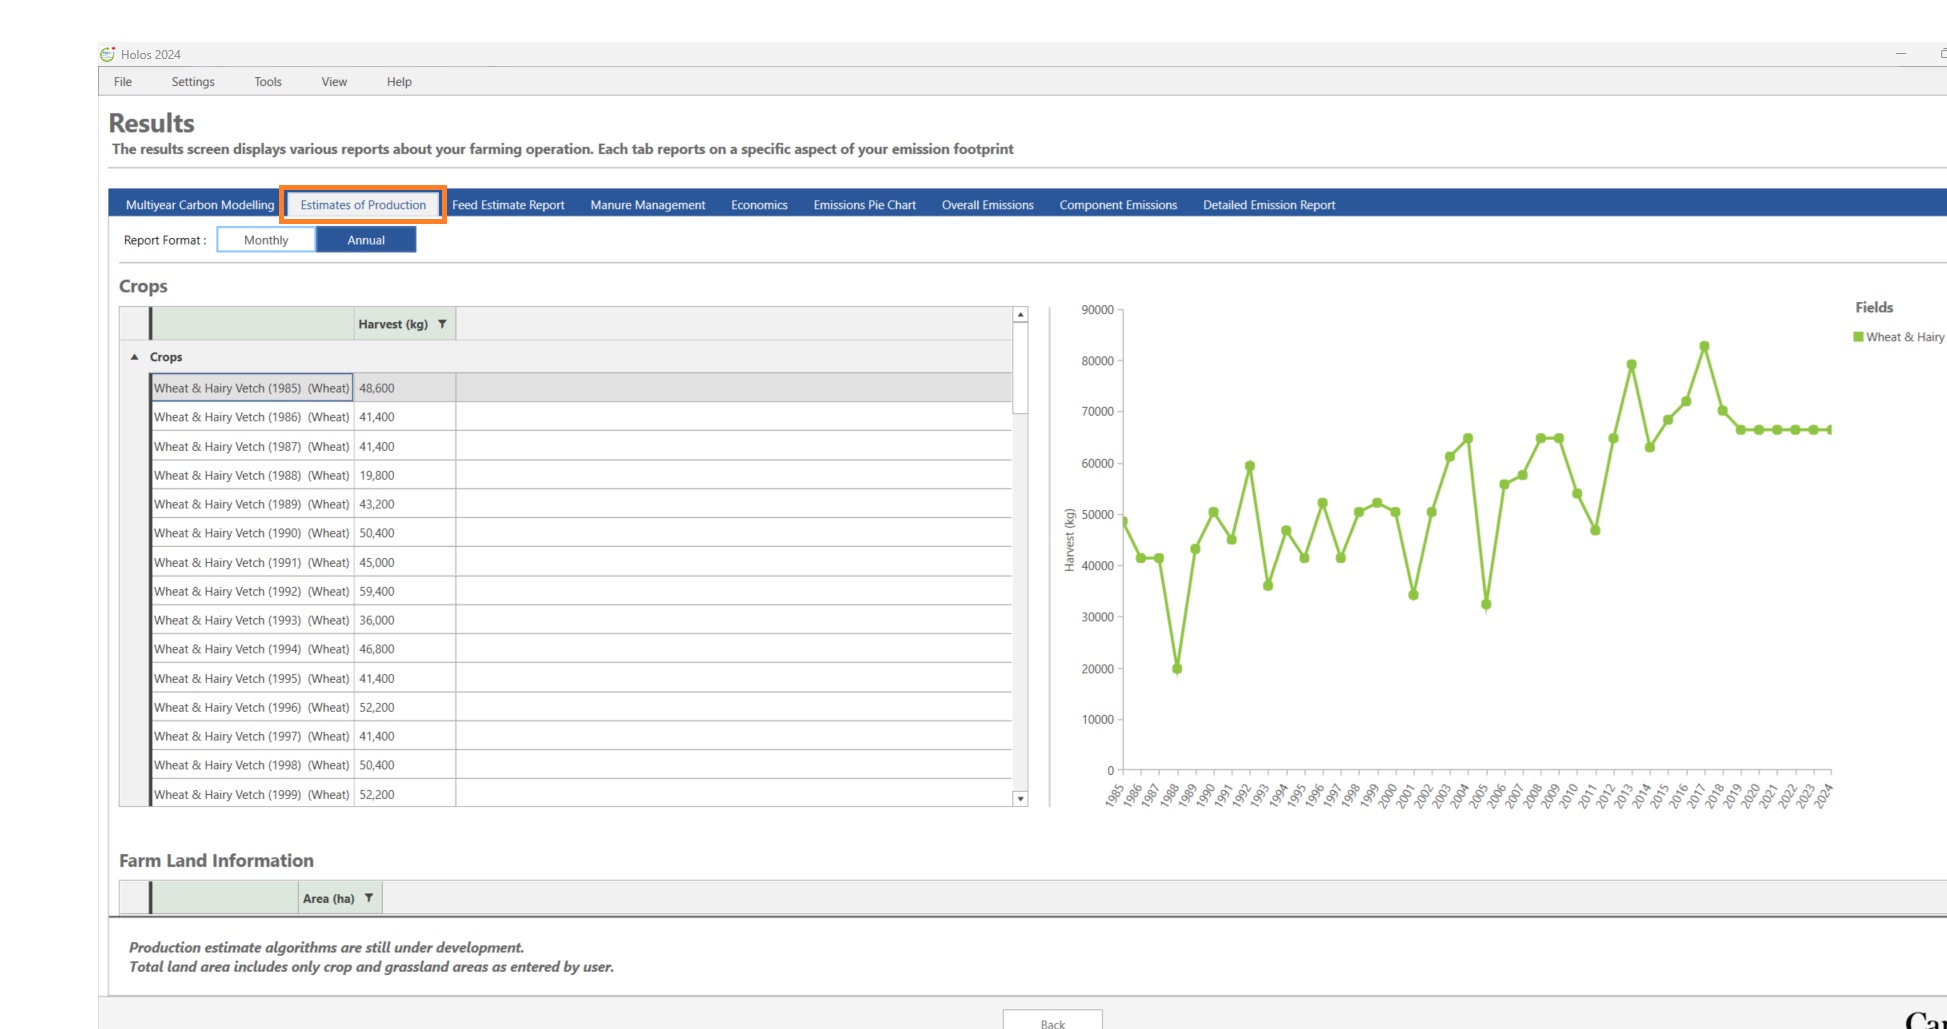 Holos 2024
File Settings Tools View Help
Results
The results screen displays various reports about your farming operation. Each tab reports on a specific aspect of your emission footprint
Multiyear Carbon Modelling Estimates of Production Feed Estimate Report Manure Management Economics Emissions Pie Chart Overall Emissions Component Emissions Detailed Emission Report
Report Format : Monthly Annual
Crops
Harvest (kg)
Crops
Wheat & Hairy Vetch (1985) (Wheat) 48,600
Wheat & Hairy Vetch (1986) (Wheat) 41,400
Wheat & Hairy Vetch (1987) (Wheat) 41,400
Wheat & Hairy Vetch (1988) (Wheat) 19,800
Wheat & Hairy Vetch (1989) (Wheat) 43,200
Wheat & Hairy Vetch (1990) (Wheat) 50,400
Wheat & Hairy Vetch (1991) (Wheat) 45,000
Wheat & Hairy Vetch (1992) (Wheat) 59,400
Wheat & Hairy Vetch (1993) (Wheat) 36,000
Wheat & Hairy Vetch (1994) (Wheat) 46,800
Wheat & Hairy Vetch (1995) (Wheat) 41,400
Wheat & Hairy Vetch (1996) (Wheat) 52,200
Wheat & Hairy Vetch (1997) (Wheat) 41,400
Wheat & Hairy Vetch (1998) (Wheat) 50,400
Wheat & Hairy Vetch (1999) (Wheat) 52,200
90000
80000
70000
60000
50000
40000
30000
20000
10000
0
Harvest (kg)
1985 1986 1987 1988 1989 1990 1991 1992 1993 1994 1995 1996 1997 1998 1999 2000 2001 2002 2003 2004 2005 2006 2007 2008 2009 2010 2011 2012 2013 2014 2015 2016 2017 2018 2019 2020 2021 2022 2023 2024
Fields
Wheat & Hairy
Farm Land Information
Area (ha)
Production estimate algorithms are still under development.
Total land area includes only crop and grassland areas as entered by user.
Back